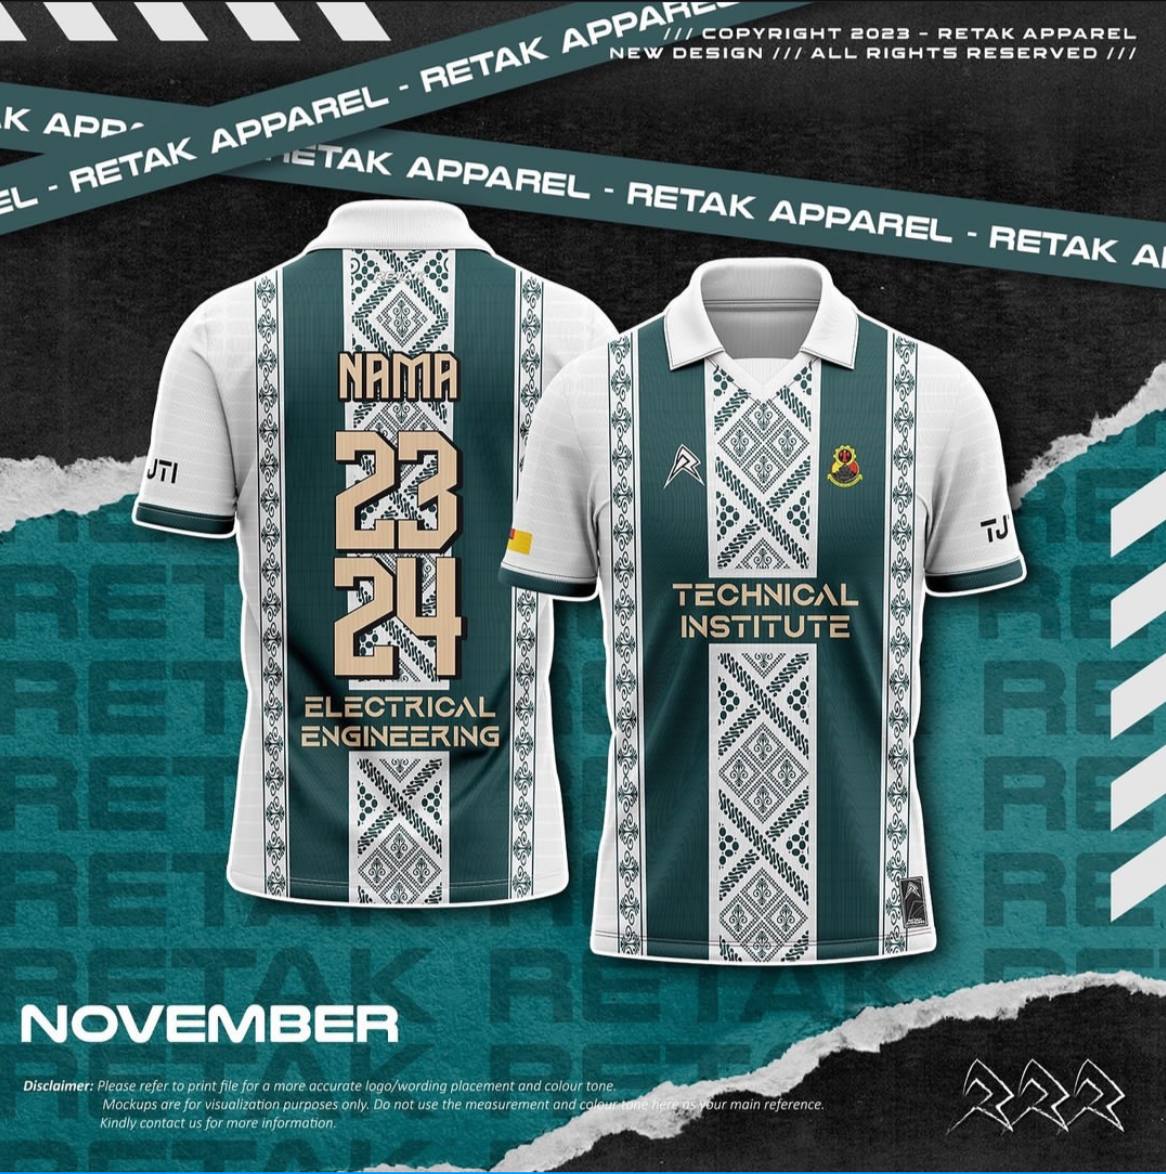 /// COPYRIGHT 2023 - RETAK APPAREL
NEW DESIGN /// ALL RIGHTS RESERVED ///
EL - RETAK APPAREL - RETAK APPAREL
RETAK APPAREL - RETAK APPAREL - RETAK A
NAMA
23
24
ELECTRICAL
ENGINEERING
JTI
TECHNICAL
INSTITUTE
TJ
RETAK
RETAK
NOVEMBER
Disclaimer: Please refer to print file for a more accurate logo/wording placement and colour tone.
Mockups are for visualization purposes only. Do not use the measurement and colour tone here as your main reference.
Kindly contact us for more information.